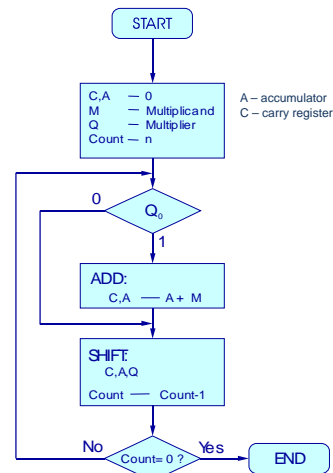 START
C,A — 0
M — Multiplicand
Q — Multiplier
Count — n
A – accumulator
C – carry register
0
Q0
1
ADD:
C,A — A + M
SHIFT:
C,A,Q
Count — Count-1
No
Count= 0 ?
Yes
END